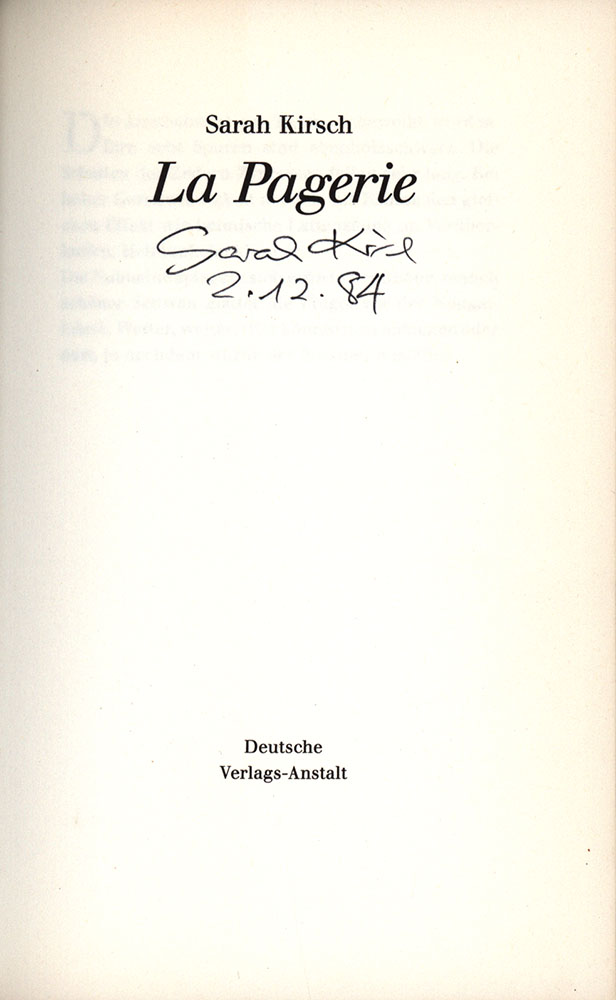 Sarah Kirsch
La Pagerie
Sarah Kirsch
2.12.84
Deutsche
Verlags-Anstalt